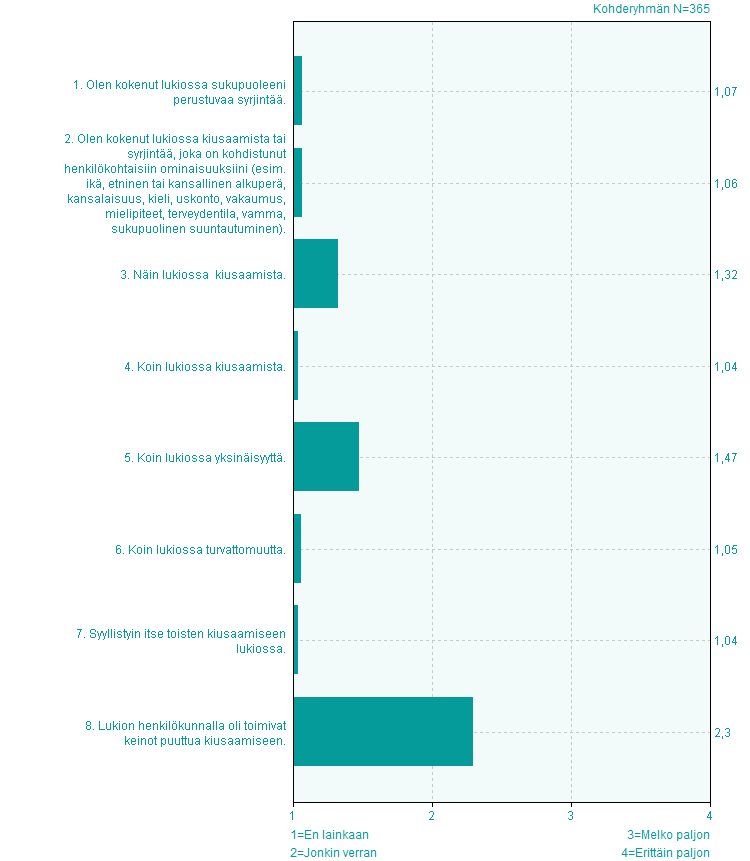 Kohderyhmän N=365
1. Olen kokenut lukiossa sukupuoleeni
perustuvaa syrjintää.
1,07
2. Olen kokenut lukiossa kiusaamista tai
syrjintää, joka on kohdistunut
henkilökohtaisiin ominaisuuksiini (esim.
ikä, etninen tai kansallinen alkuperä,
kansalaisuus, kieli, uskonto, vakaumus,
mielipiteet, terveydentila, vamma,
sukupuolinen suuntautuminen).
1,06
3. Näin lukiossa  kiusaamista.
1,32
4. Koin lukiossa kiusaamista.
1,04
5. Koin lukiossa yksinäisyyttä.
1,47
6. Koin lukiossa turvattomuutta.
1,05
7. Syyllistyin itse toisten kiusaamiseen
lukiossa.
1,04
8. Lukion henkilökunnalla oli toimivat
keinot puuttua kiusaamiseen.
2,3
1 2 3 4
1=En lainkaan 3=Melko paljon
2=Jonkin verran 4=Erittäin paljon